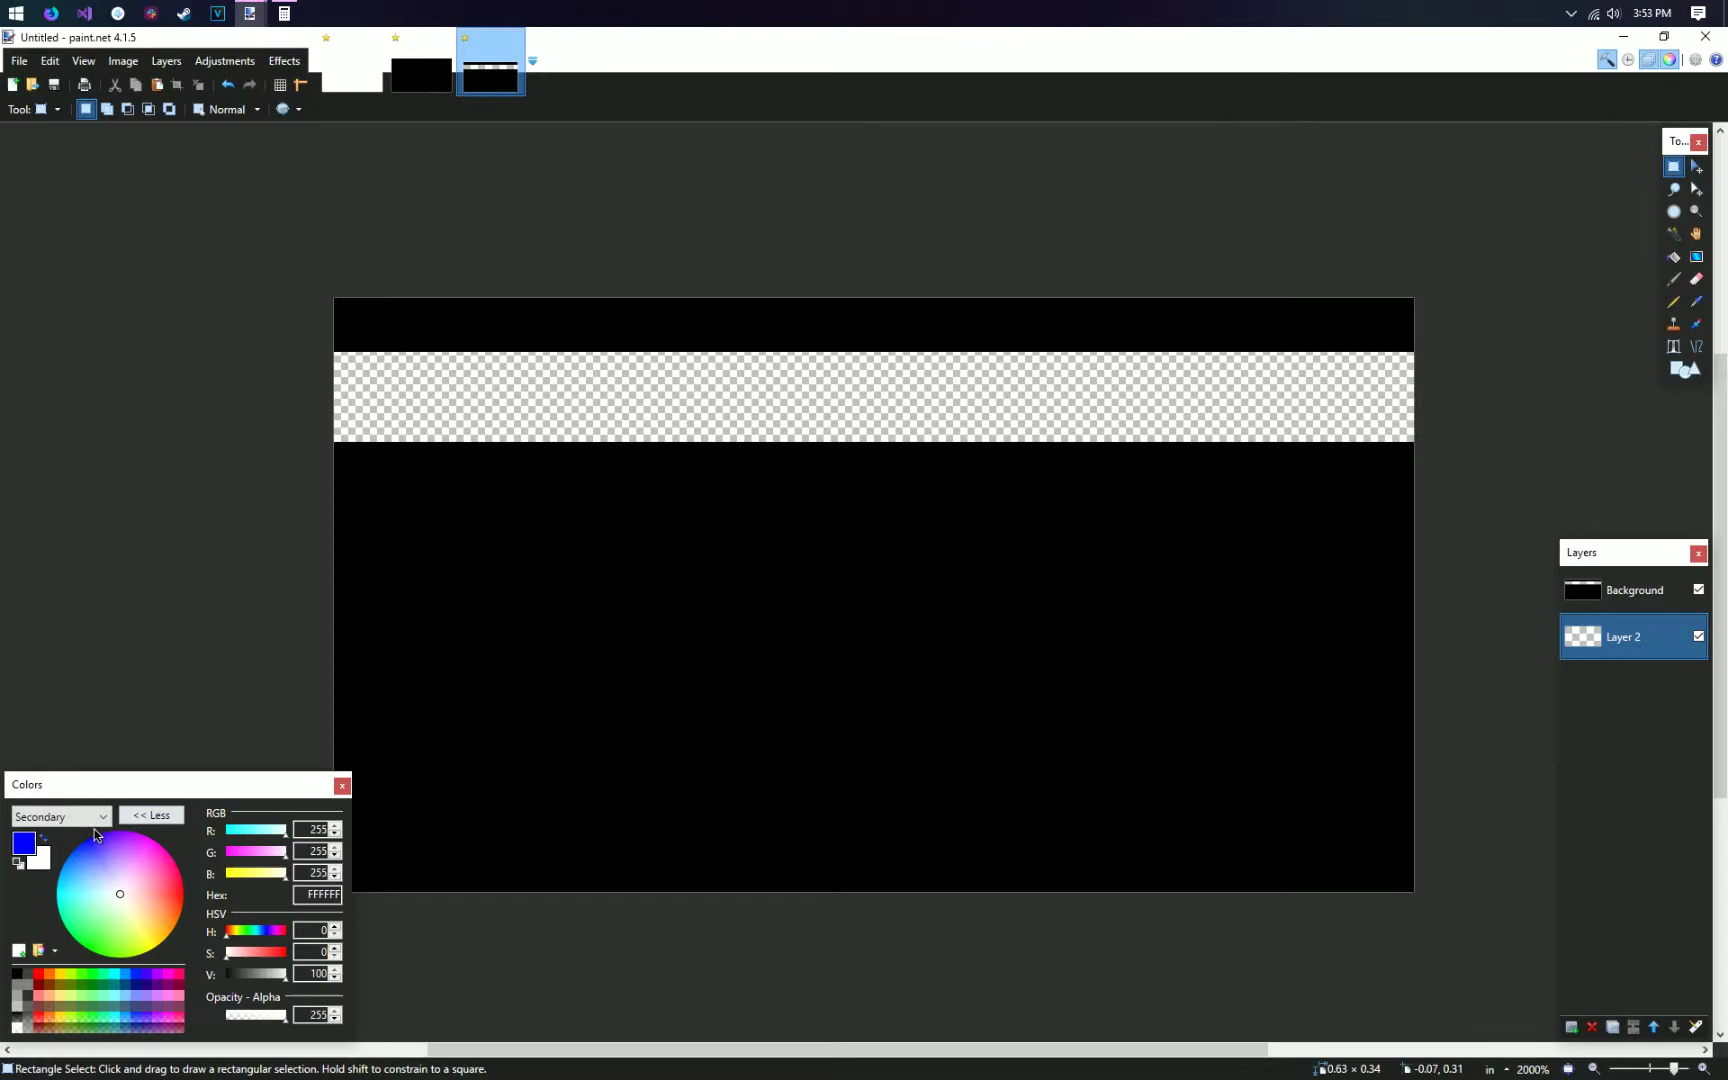 3:53 PM
Untitled - paint.net 4.1.5
File Edit View Image Layers Adjustments Effects
Tool: Normal
To...
Layers
Background
Layer 2
Colors
Secondary << Less
RGB
R: 255
G: 255
B: 255
Hex: FFFFFF
HSV
H: 0
S: 0
V: 100
Opacity - Alpha
255
Rectangle Select: Click and drag to draw a rectangular selection. Hold shift to constrain to a square. 0.63 × 0.34 -0.07, 0.31 in 2000%